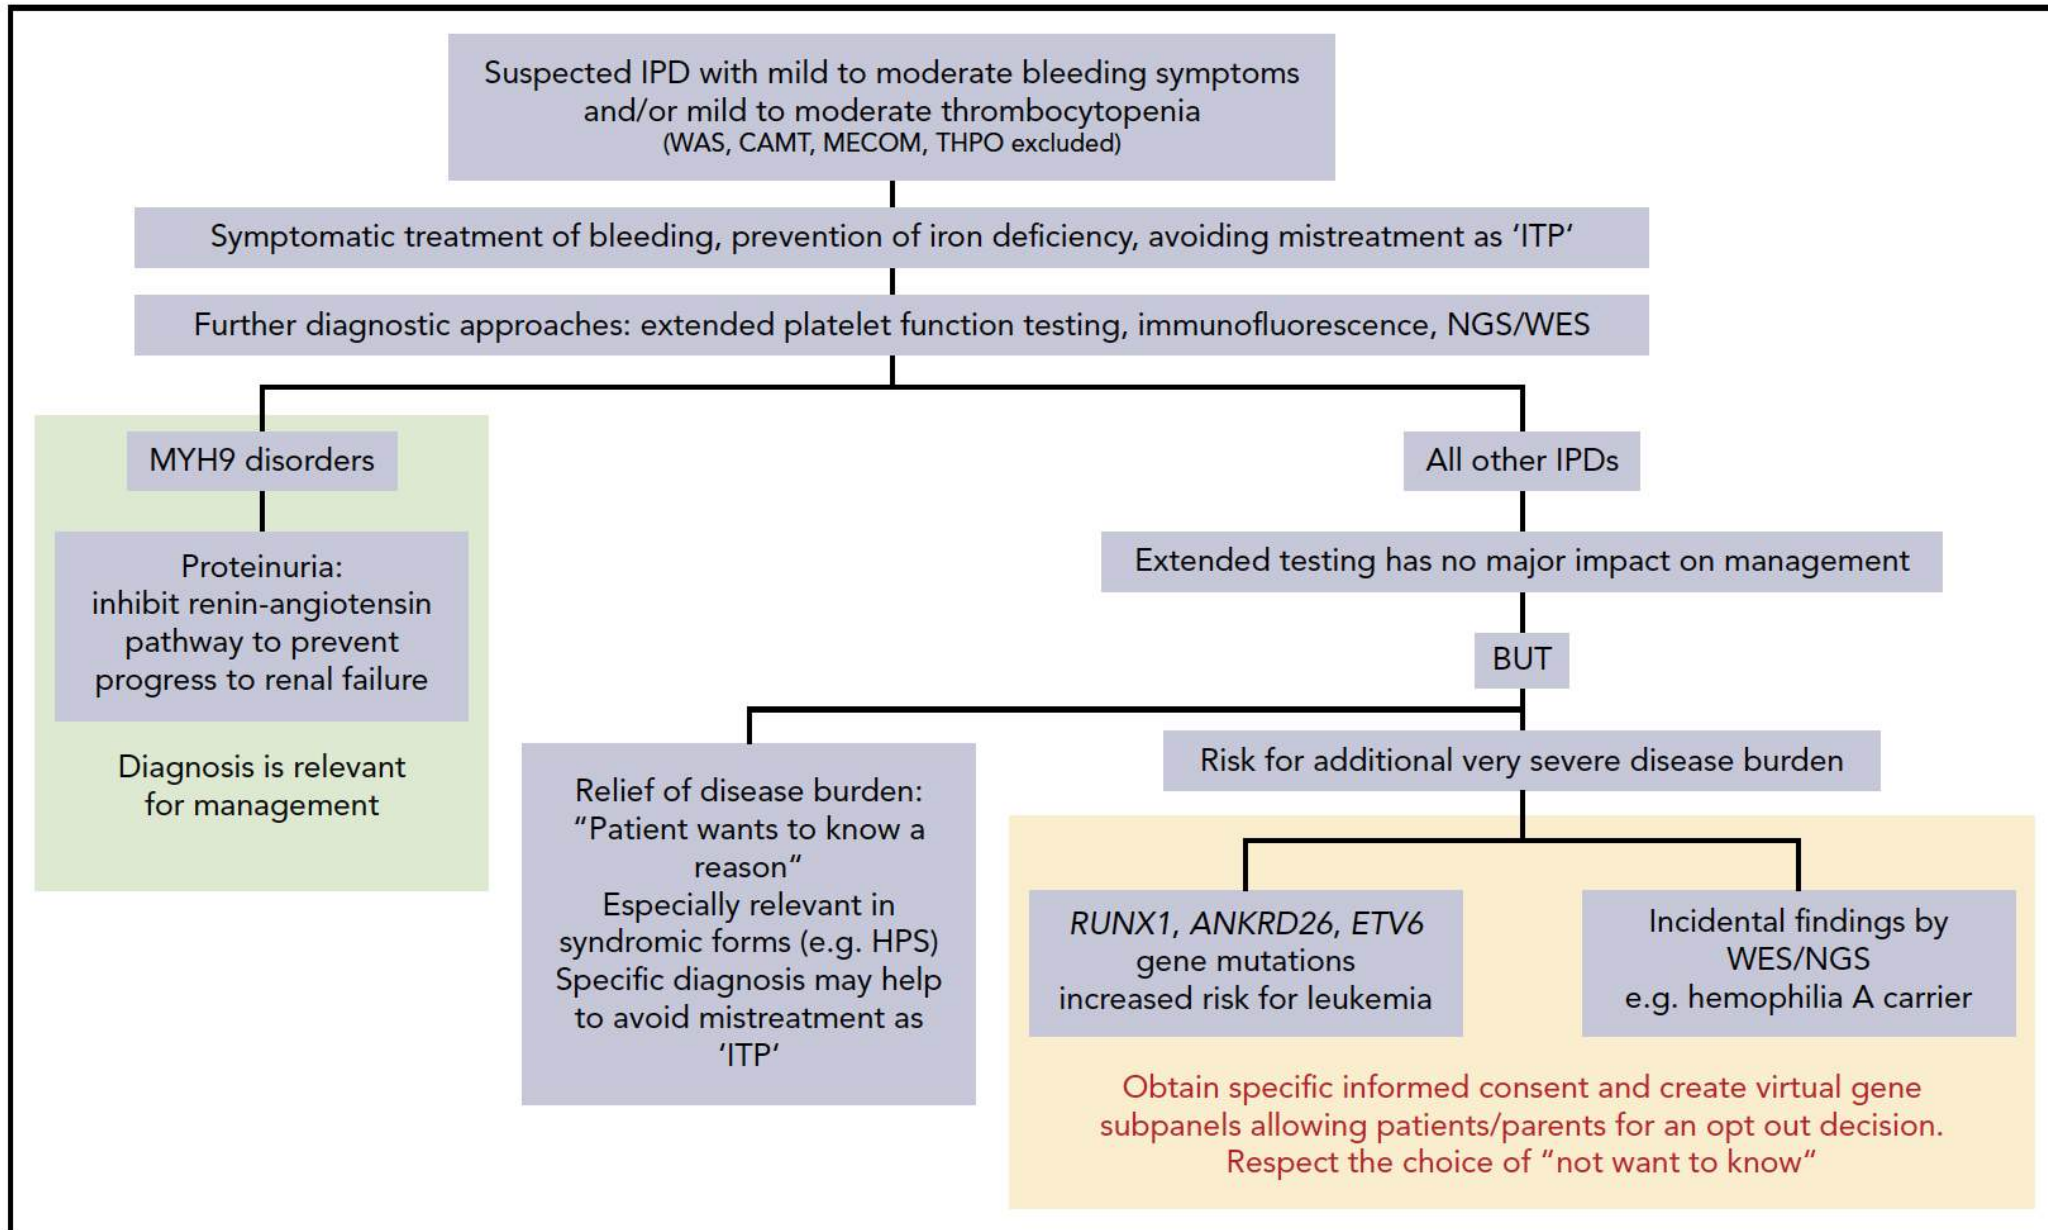 Suspected IPD with mild to moderate bleeding symptoms
and/or mild to moderate thrombocytopenia
(WAS, CAMT, MECOM, THPO excluded)
Symptomatic treatment of bleeding, prevention of iron deficiency, avoiding mistreatment as ‘ITP‘
Further diagnostic approaches: extended platelet function testing, immunofluorescence, NGS/WES
MYH9 disorders
Proteinuria:
inhibit renin-angiotensin
pathway to prevent
progress to renal failure
Diagnosis is relevant
for management
All other IPDs
Extended testing has no major impact on management
BUT
Relief of disease burden:
“Patient wants to know a
reason“
Especially relevant in
syndromic forms (e.g. HPS)
Specific diagnosis may help
to avoid mistreatment as
‘ITP‘
Risk for additional very severe disease burden
RUNX1, ANKRD26, ETV6
gene mutations
increased risk for leukemia
Incidental findings by
WES/NGS
e.g. hemophilia A carrier
Obtain specific informed consent and create virtual gene
subpanels allowing patients/parents for an opt out decision.
Respect the choice of “not want to know“